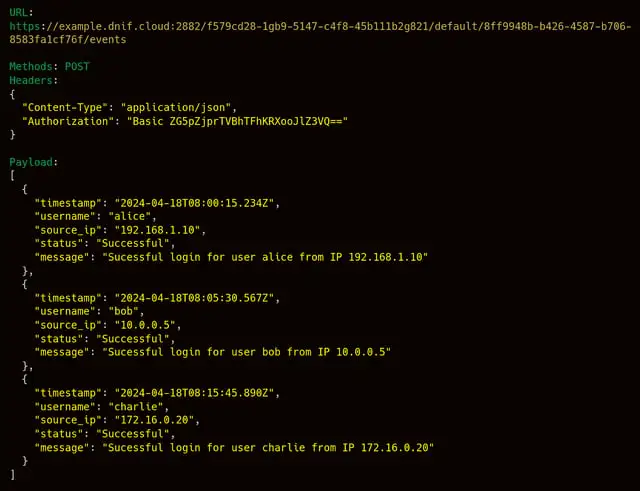 URL:
https://example.dnif.cloud:2882/f579cd28-1gb9-5147-c4f8-45b111b2g821/default/8ff9948b-b426-4587-b706-
8583fa1cf76f/events
Methods: POST
Headers:
{
"Content-Type": "application/json",
"Authorization": "Basic ZG5pZjprTVBhTFhKRXooJlZ3VQ=="
}
Payload:
[
{
"timestamp": "2024-04-18T08:00:15.234Z",
"username": "alice",
"source_ip": "192.168.1.10",
"status": "Successful",
"message": "Sucessful login for user alice from IP 192.168.1.10"
},
{
"timestamp": "2024-04-18T08:05:30.567Z",
"username": "bob",
"source_ip": "10.0.0.5",
"status": "Successful",
"message": "Sucessful login for user bob from IP 10.0.0.5"
},
{
"timestamp": "2024-04-18T08:15:45.890Z",
"username": "charlie",
"source_ip": "172.16.0.20",
"status": "Successful",
"message": "Sucessful login for user charlie from IP 172.16.0.20"
}
]